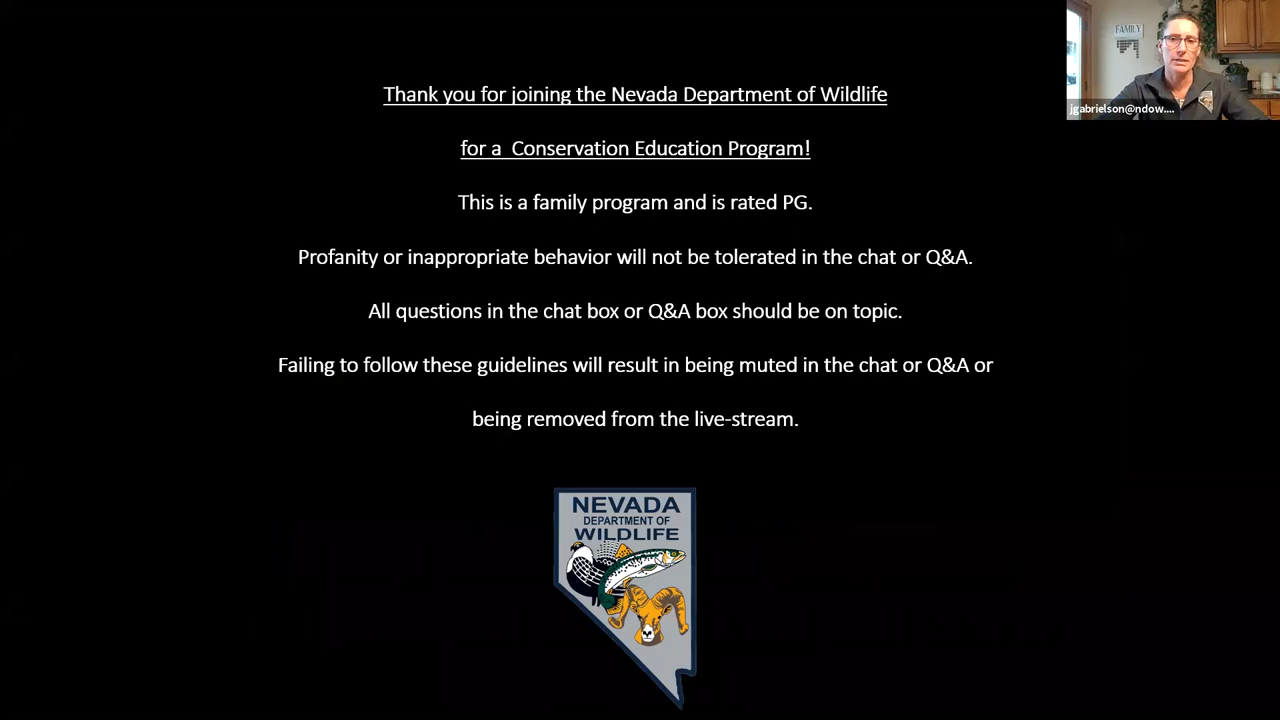 Thank you for joining the Nevada Department of Wildlife
for a  Conservation Education Program!
This is a family program and is rated PG.
Profanity or inappropriate behavior will not be tolerated in the chat or Q&A.
All questions in the chat box or Q&A box should be on topic.
Failing to follow these guidelines will result in being muted in the chat or Q&A or
being removed from the live-stream.
NEVADA
DEPARTMENT OF
WILDLIFE
FAMILY
jgabrielson@ndow....